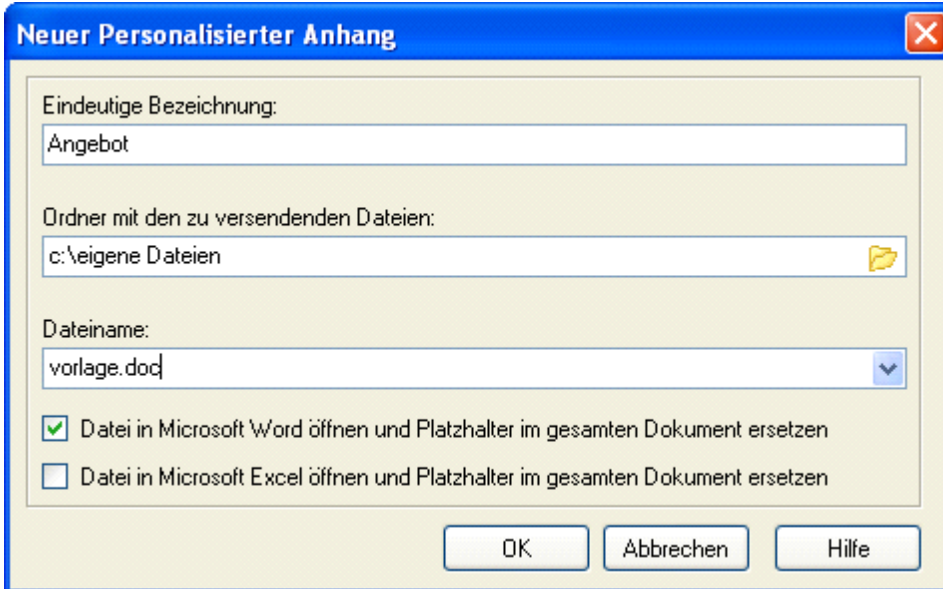 Neuer Personalisierter Anhang
Eindeutige Bezeichnung:
Angebot
Ordner mit den zu versendenden Dateien:
c:\eigene Dateien
Dateiname:
vorlage.doc
Datei in Microsoft Word öffnen und Platzhalter im gesamten Dokument ersetzen
Datei in Microsoft Excel öffnen und Platzhalter im gesamten Dokument ersetzen
OK Abbrechen Hilfe